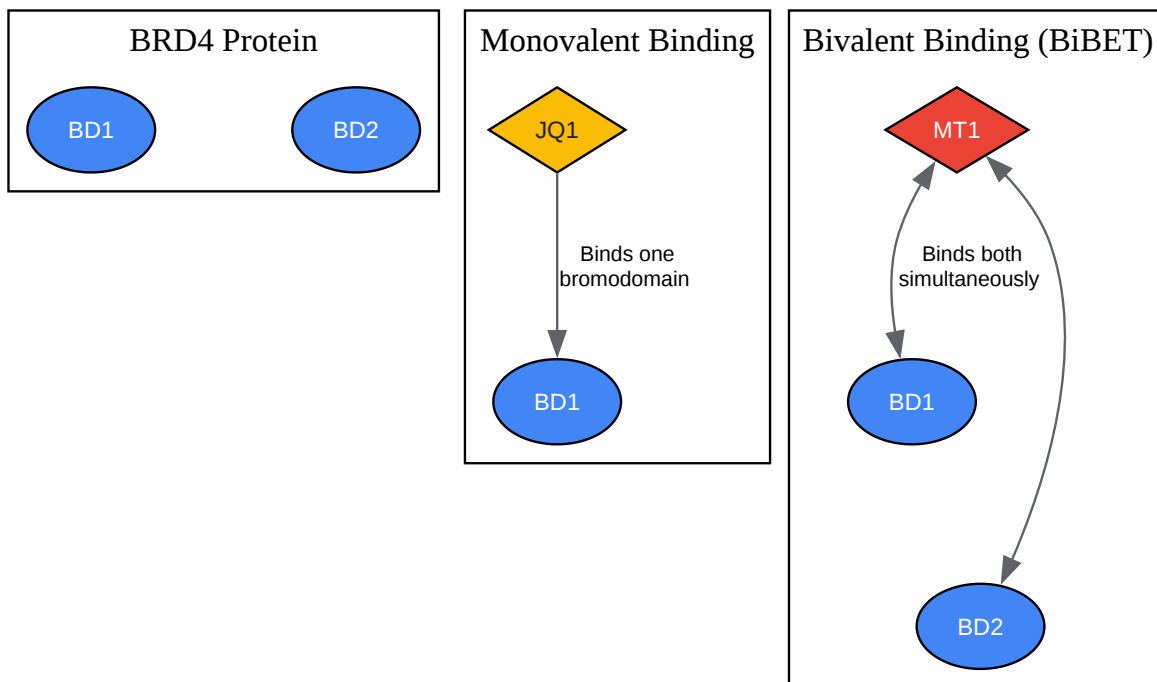 BRD4 Protein
BD1
BD2
Monovalent Binding
JQ1
Binds one
bromodomain
BD1
Bivalent Binding (BiBET)
MT1
Binds both
simultaneously
BD1
BD2